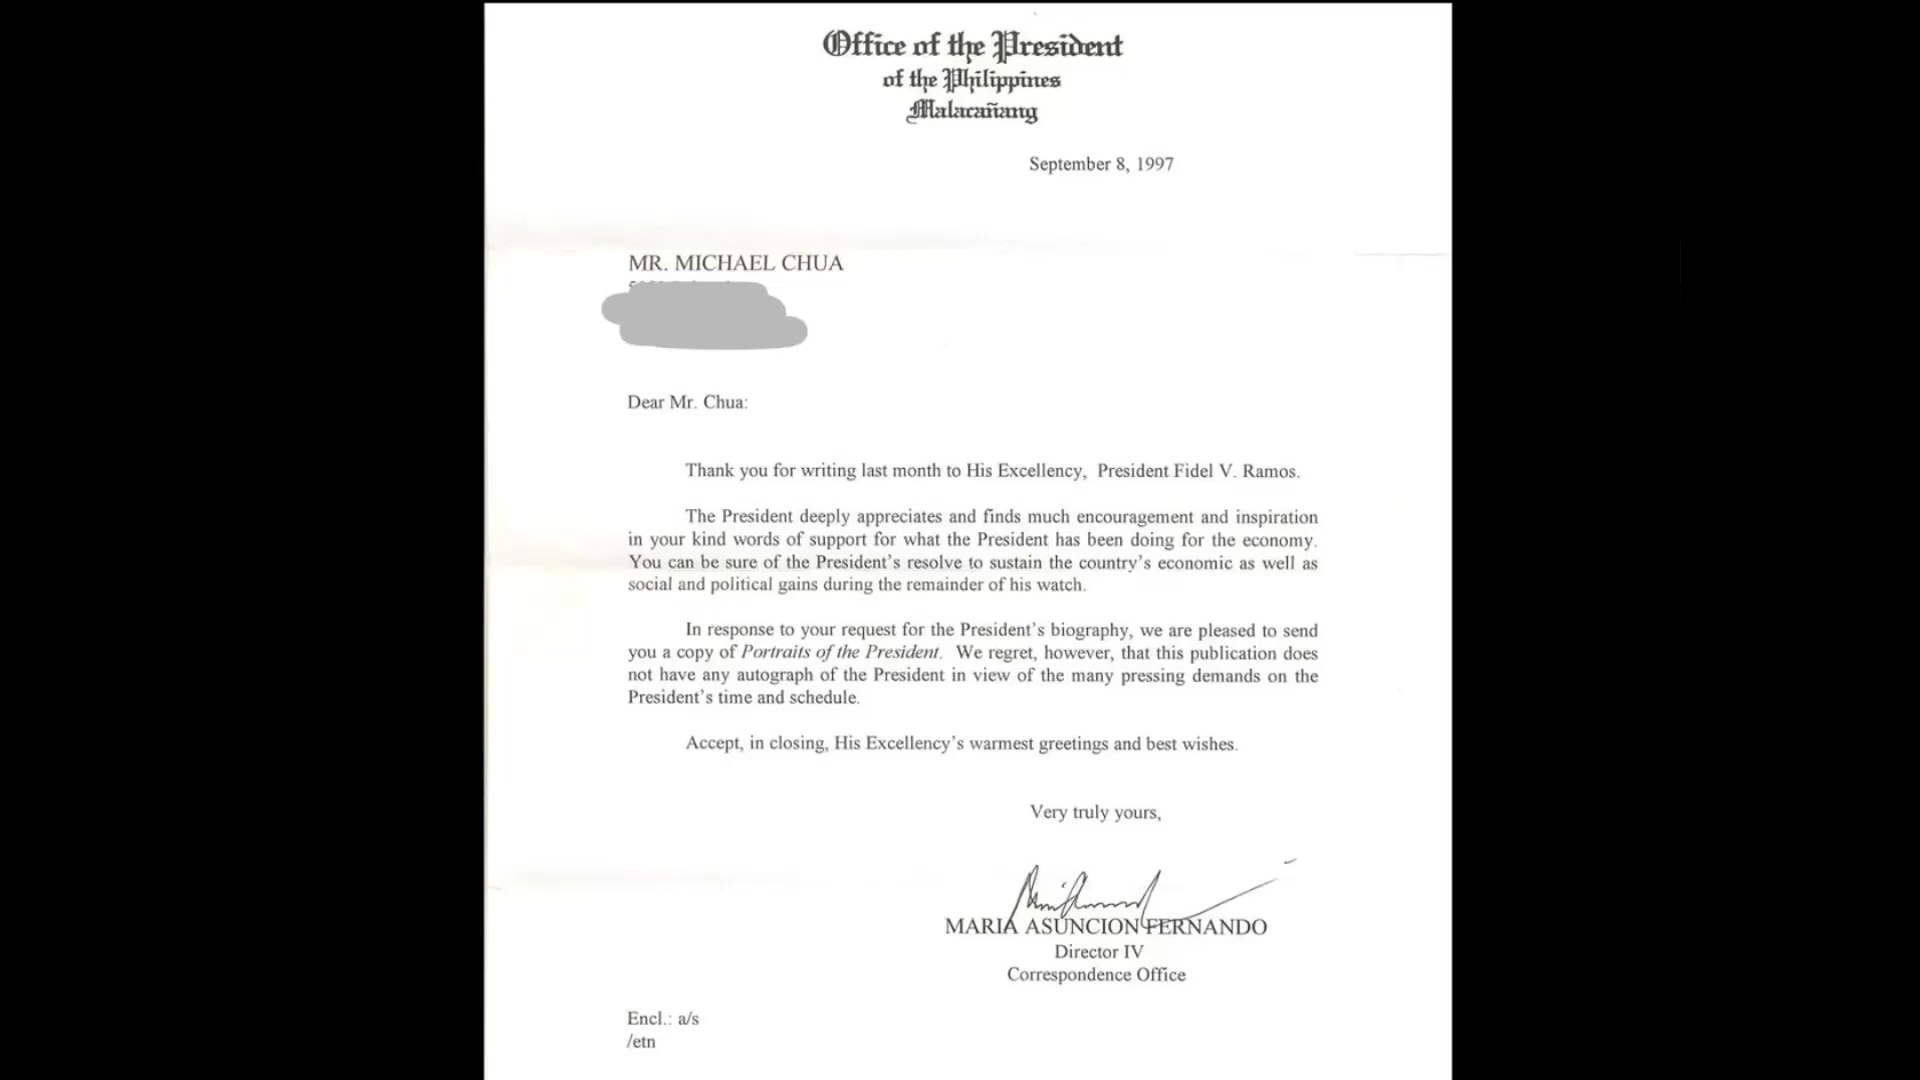 Office of the President
of the Philippines
Malacañang
September 8, 1997
MR. MICHAEL CHUA
Dear Mr. Chua:
Thank you for writing last month to His Excellency, President Fidel V. Ramos.
The President deeply appreciates and finds much encouragement and inspiration
in your kind words of support for what the President has been doing for the economy.
You can be sure of the President's resolve to sustain the country's economic as well as
social and political gains during the remainder of his watch.
In response to your request for the President's biography, we are pleased to send
you a copy of Portraits of the President. We regret, however, that this publication does
not have any autograph of the President in view of the many pressing demands on the
President's time and schedule.
Accept, in closing, His Excellency's warmest greetings and best wishes.
Very truly yours,
MARIA ASUNCION FERNANDO
Director IV
Correspondence Office
Encl.: a/s
/etn